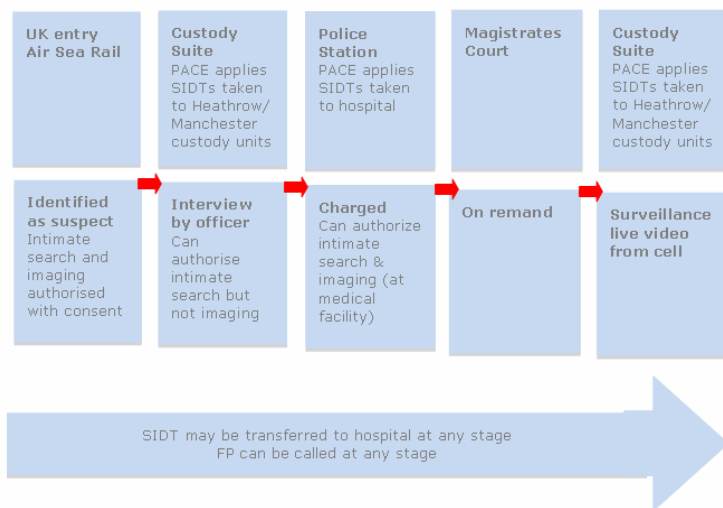 UK entry
Air Sea Rail
Custody
Suite
PACE applies
SIDTs taken
to Heathrow/
Manchester
custody units
Police
Station
PACE applies
SIDTs taken
to hospital
Magistrates
Court
Custody
Suite
PACE applies
SIDTs taken
to Heathrow/
Manchester
custody units
Identified
as suspect
Intimate
search and
imaging
authorised
with consent
Interview
by officer
Can
authorise
intimate
search but
not imaging
Charged
Can authorize
intimate
search &
imaging (at
medical
facility)
On remand
Surveillance
live video
from cell
SIDT may be transferred to hospital at any stage
FP can be called at any stage